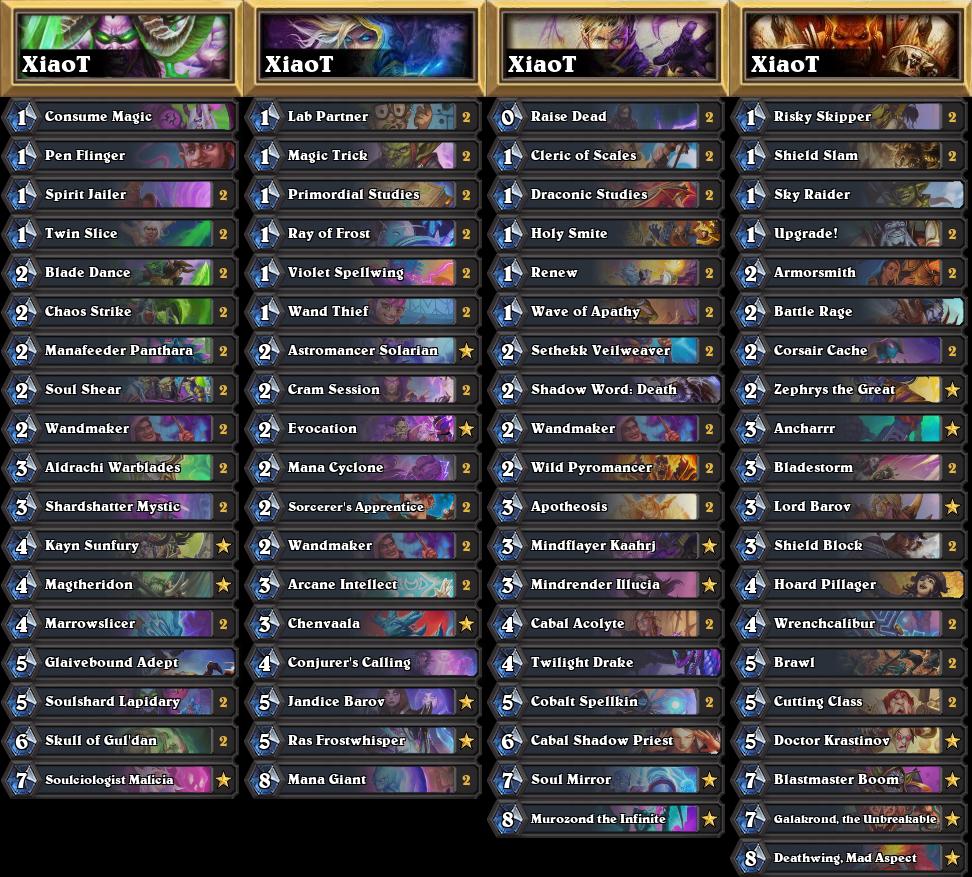 XiaoT
1 Consume Magic
1 Pen Flinger
1 Spirit Jailer 2
1 Twin Slice 2
2 Blade Dance 2
2 Chaos Strike 2
2 Manafeeder Panthara 2
2 Soul Shear 2
2 Wandmaker 2
3 Aldrachi Warblades 2
3 Shardshatter Mystic 2
4 Kayn Sunfury
4 Magtheridon
4 Marrowslicer 2
5 Glaivebound Adept
5 Soulshard Lapidary 2
6 Skull of Gul'dan 2
7 Soulciologist Malicia
XiaoT
1 Lab Partner 2
1 Magic Trick 2
1 Primordial Studies 2
1 Ray of Frost 2
1 Violet Spellwing 2
1 Wand Thief 2
2 Astromancer Solarian
2 Cram Session 2
2 Evocation
2 Mana Cyclone 2
2 Sorcerer's Apprentice 2
2 Wandmaker 2
3 Arcane Intellect 2
3 Chenvaala
4 Conjurer's Calling
5 Jandice Barov
5 Ras Frostwhisper
8 Mana Giant 2
XiaoT
0 Raise Dead 2
1 Cleric of Scales 2
1 Draconic Studies 2
1 Holy Smite
1 Renew 2
1 Wave of Apathy 2
2 Sethekk Veilweaver 2
2 Shadow Word: Death
2 Wandmaker 2
2 Wild Pyromancer 2
3 Apotheosis 2
3 Mindflayer Kaahrj
3 Mindrender Illucia
4 Cabal Acolyte 2
4 Twilight Drake
5 Cobalt Spellkin 2
6 Cabal Shadow Priest
7 Soul Mirror
8 Murozond the Infinite
XiaoT
1 Risky Skipper 2
1 Shield Slam 2
1 Sky Raider
1 Upgrade! 2
2 Armorsmith 2
2 Battle Rage
2 Corsair Cache 2
2 Zephrys the Great
3 Ancharrr
3 Bladestorm 2
3 Lord Barov
3 Shield Block 2
4 Hoard Pillager
4 Wrenchcalibur 2
5 Brawl 2
5 Cutting Class 2
5 Doctor Krastinov
7 Blastmaster Boom
7 Galakrond, the Unbreakable
8 Deathwing, Mad Aspect